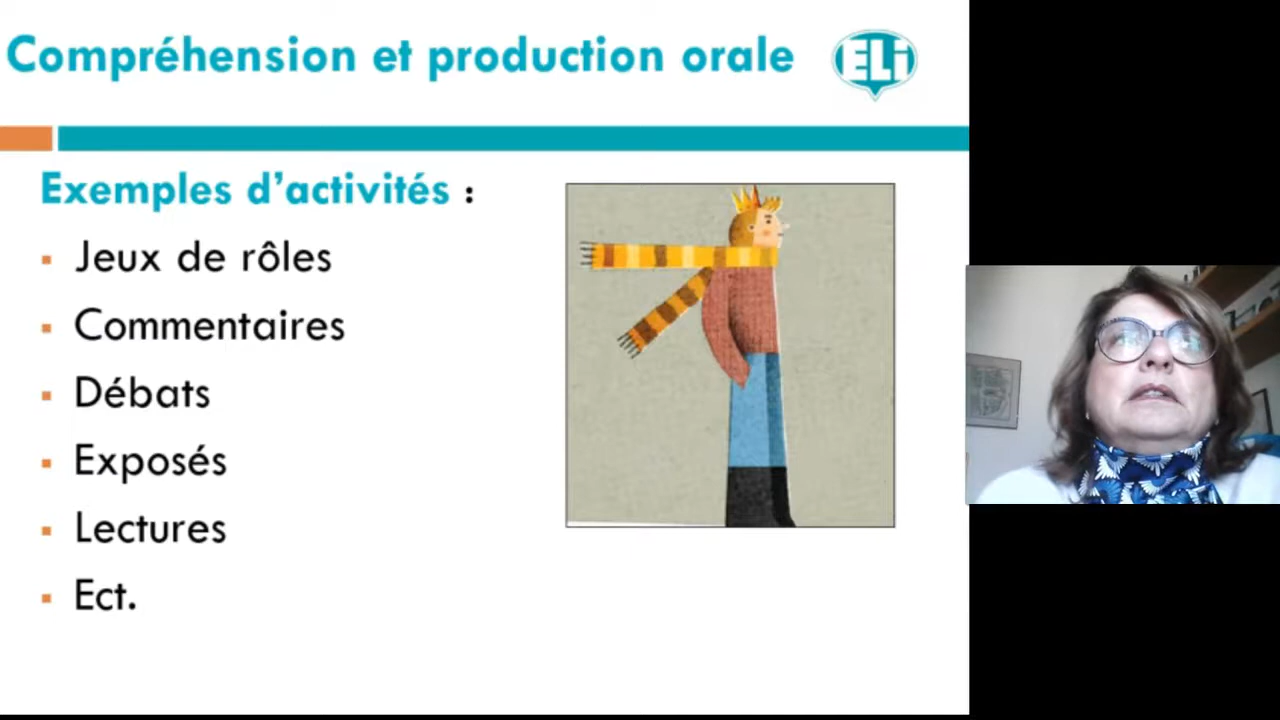 Compréhension et production orale
ELi
Exemples d'activités :
Jeux de rôles
Commentaires
Débats
Exposés
Lectures
Ect.